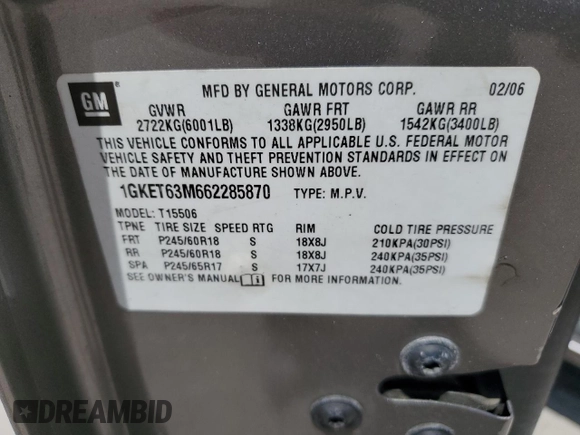 GM
MFD BY GENERAL MOTORS CORP. 02/06
GVWR GAWR FRT GAWR RR
2722KG(6001LB) 1338KG(2950LB) 1542KG(3400LB)
THIS VEHICLE CONFORMS TO ALL APPLICABLE U.S. FEDERAL MOTOR
VEHICLE SAFETY AND THEFT PREVENTION STANDARDS IN EFFECT ON
THE DATE OF MANUFACTURE SHOWN ABOVE.
1GKET63M662285870 TYPE: M.P.V.
MODEL: T15506
TPNE TIRE SIZE SPEED RTG RIM COLD TIRE PRESSURE
FRT P245/60R18 S 18X8J 210KPA(30PSI)
RR P245/60R18 S 18X8J 240KPA(35PSI)
SPA P245/65R17 S 17X7J 240KPA(35PSI)
SEE OWNER'S MANUAL FOR MORE INFORMATION.
DREAMBID